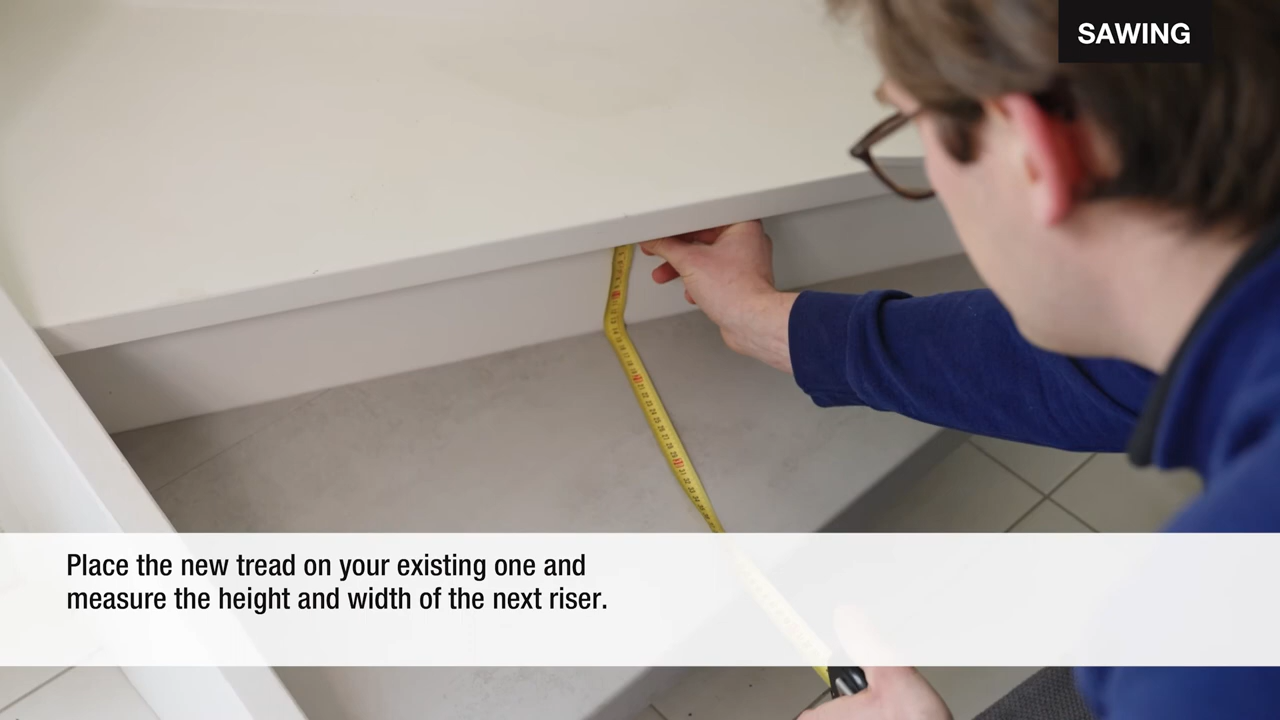 SAWING
Place the new tread on your existing one and
measure the height and width of the next riser.